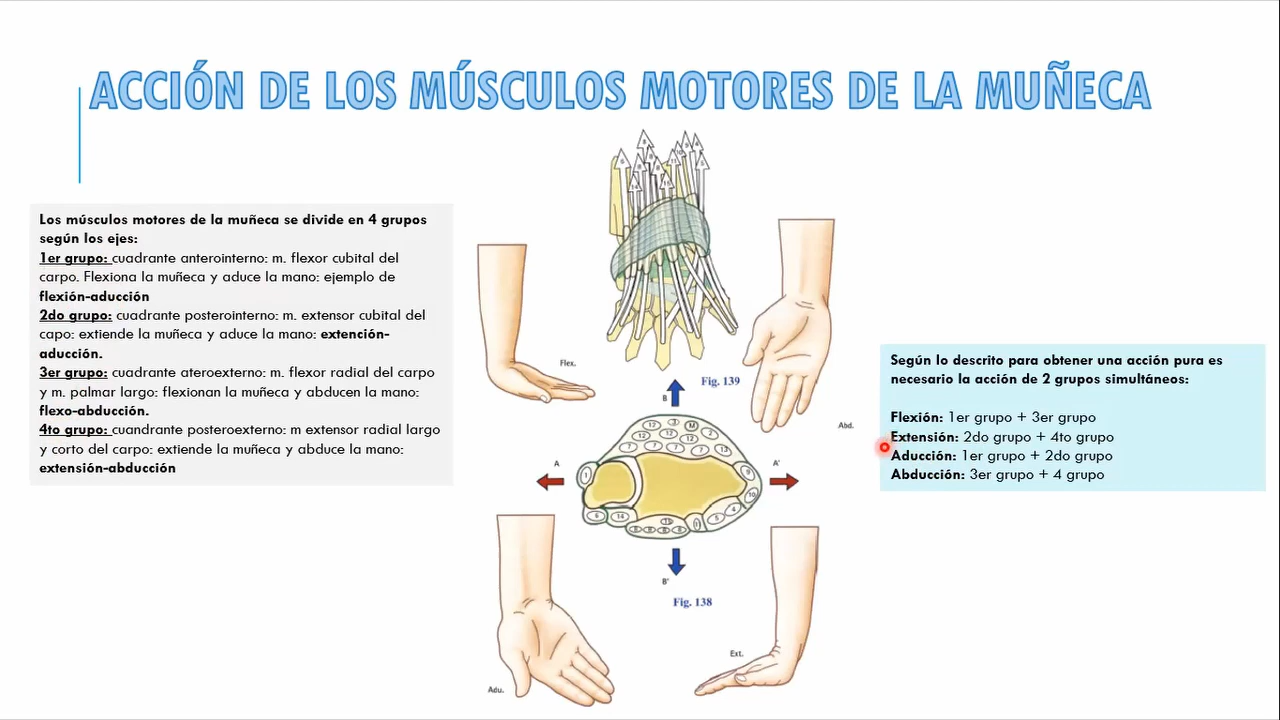 ACCIÓN DE LOS MÚSCULOS MOTORES DE LA MUÑECA
Los músculos motores de la muñeca se divide en 4 grupos
según los ejes:
1er grupo: cuadrante anterointerno: m. flexor cubital del
carpo. Flexiona la muñeca y aduce la mano: ejemplo de
flexión-aducción
2do grupo: cuadrante posterointerno: m. extensor cubital del
capo: extiende la muñeca y aduce la mano: extención-
aducción.
3er grupo: cuadrante ateroexterno: m. flexor radial del carpo
y m. palmar largo: flexionan la muñeca y abducen la mano:
flexo-abducción.
4to grupo: cuandrante posteroexterno: m extensor radial largo
y corto del carpo: extiende la muñeca y abduce la mano:
extensión-abducción
Flex.
Fig. 139
B
Abd.
A
A'
B'
Fig. 138
Ext.
Adu.
Según lo descrito para obtener una acción pura es
necesario la acción de 2 grupos simultáneos:
Flexión: 1er grupo + 3er grupo
Extensión: 2do grupo + 4to grupo
Aducción: 1er grupo + 2do grupo
Abducción: 3er grupo + 4 grupo